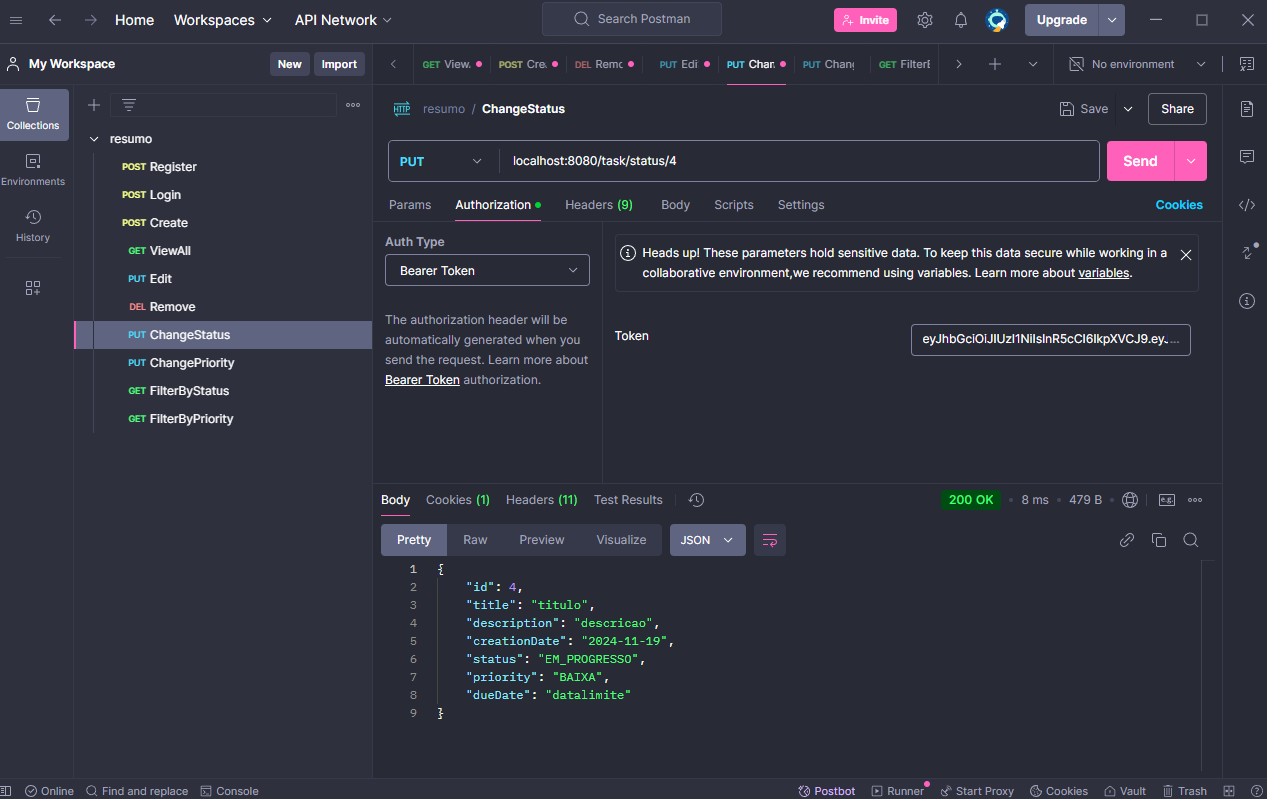 Home Workspaces API Network Search Postman Invite Upgrade
My Workspace New Import GET View. POST Cre. DEL Remo PUT Edi PUT Chan. PUT Chang GET FilterB No environment
Collections
Environments
History
resumo
POST Register
POST Login
POST Create
GET ViewAll
PUT Edit
DEL Remove
PUT ChangeStatus
PUT ChangePriority
GET FilterByStatus
GET FilterByPriority
HTTP resumo / ChangeStatus Save Share
PUT localhost:8080/task/status/4 Send
Params Authorization Headers (9) Body Scripts Settings Cookies
Auth Type
Bearer Token
The authorization header will be
automatically generated when you
send the request. Learn more about
Bearer Token authorization.
Heads up! These parameters hold sensitive data. To keep this data secure while working in a
collaborative environment,we recommend using variables. Learn more about variables.
Token eyJhbGciOiJIUzI1NiIsInR5cCI6IkpXVCJ9.eyJ...
Body Cookies (1) Headers (11) Test Results 200 OK • 8 ms • 479 B • e.g.
Pretty Raw Preview Visualize JSON
1 {
2 "id": 4,
3 "title": "titulo",
4 "description": "descricao",
5 "creationDate": "2024-11-19",
6 "status": "EM_PROGRESSO",
7 "priority": "BAIXA",
8 "dueDate": "datalimite"
9 }
Online Find and replace Console Postbot Runner Start Proxy Cookies Vault Trash